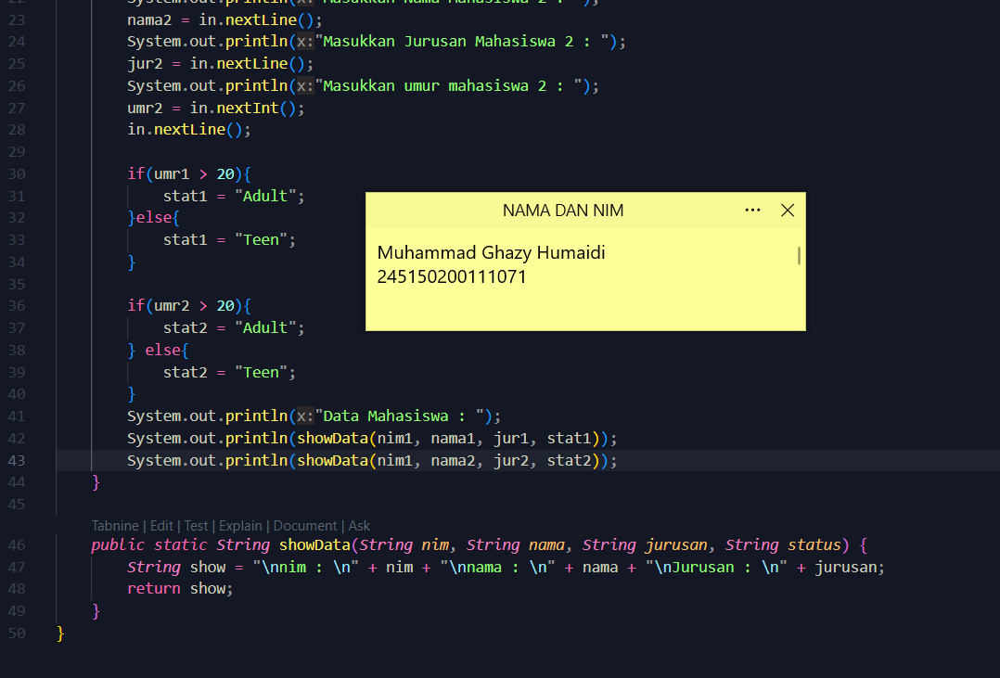 22 System.out.println(x:"Masukkan Nama Mahasiswa 2 : ");
23 nama2 = in.nextLine();
24 System.out.println(x:"Masukkan Jurusan Mahasiswa 2 : ");
25 jur2 = in.nextLine();
26 System.out.println(x:"Masukkan umur mahasiswa 2 : ");
27 umr2 = in.nextInt();
28 in.nextLine();
29
30 if(umr1 > 20){
31 stat1 = "Adult";
32 }else{
33 stat1 = "Teen";
34 }
35
36 if(umr2 > 20){
37 stat2 = "Adult";
38 } else{
39 stat2 = "Teen";
40 }
41 System.out.println(x:"Data Mahasiswa : ");
42 System.out.println(showData(nim1, nama1, jur1, stat1));
43 System.out.println(showData(nim1, nama2, jur2, stat2));
44 }
45
Tabnine | Edit | Test | Explain | Document | Ask
46 public static String showData(String nim, String nama, String jurusan, String status) {
47 String show = "\nnim : \n" + nim + "\nnama : \n" + nama + "\nJurusan : \n" + jurusan;
48 return show;
49 }
50 }
NAMA DAN NIM
Muhammad Ghazy Humaidi
245150200111071